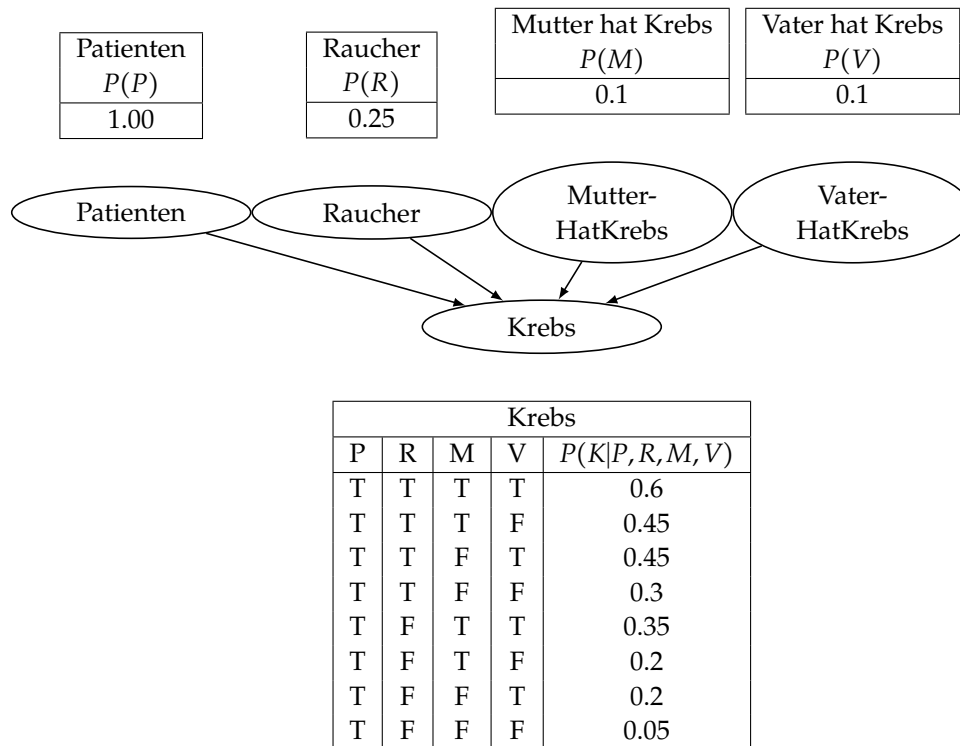 Patienten
P(P)
1.00
Raucher
P(R)
0.25
Mutter hat Krebs
P(M)
0.1
Vater hat Krebs
P(V)
0.1
Patienten
Raucher
Mutter-
HatKrebs
Vater-
HatKrebs
Krebs
Krebs
P R M V P(K|P, R, M, V)
T T T T 0.6
T T T F 0.45
T T F T 0.45
T T F F 0.3
T F T T 0.35
T F T F 0.2
T F F T 0.2
T F F F 0.05